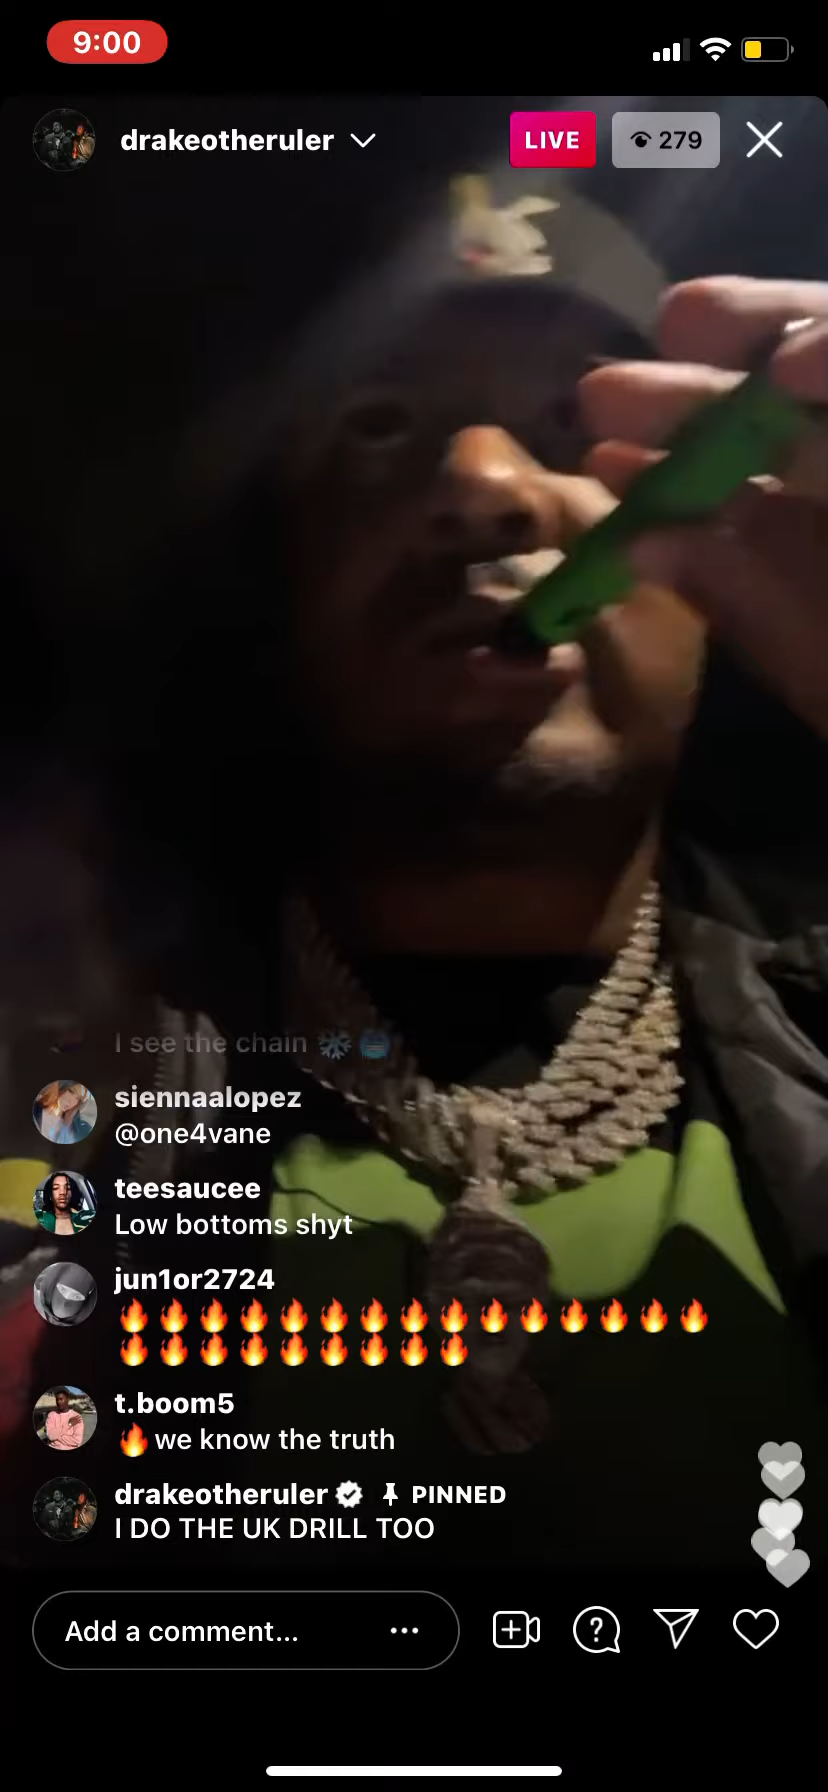 9:00
drakeotheruler
LIVE
279
I see the chain ❄️🥶
siennaalopez
@one4vane
teesaucee
Low bottoms shyt
jun1or2724
🔥🔥🔥🔥🔥🔥🔥🔥🔥🔥🔥🔥🔥🔥🔥
🔥🔥🔥🔥🔥🔥🔥🔥🔥
t.boom5
🔥we know the truth
drakeotheruler PINNED
I DO THE UK DRILL TOO
Add a comment...